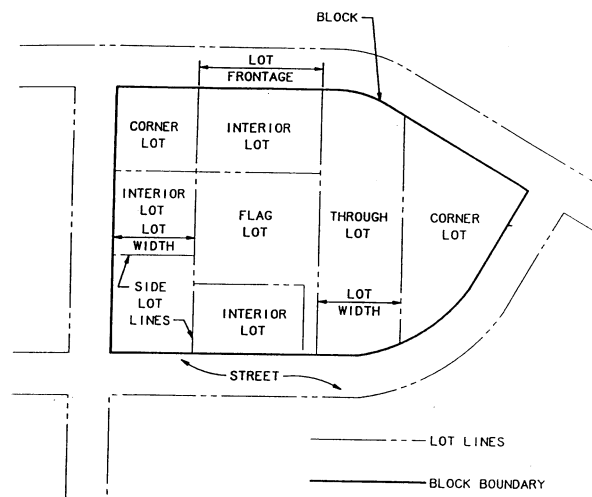 BLOCK
LOT
FRONTAGE
CORNER
LOT
INTERIOR
LOT
INTERIOR
LOT
LOT
WIDTH
FLAG
LOT
THROUGH
LOT
CORNER
LOT
SIDE
LOT
LINES
INTERIOR
LOT
LOT
WIDTH
STREET
LOT LINES
BLOCK BOUNDARY